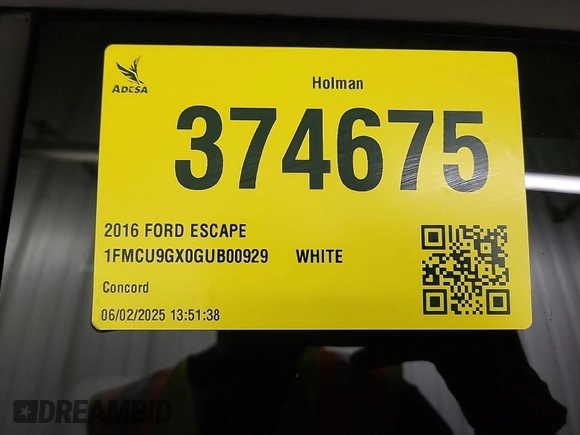 ADESA
Holman
374675
2016 FORD ESCAPE
1FMCU9GX0GUB00929 WHITE
Concord
06/02/2025 13:51:38
DREAMBID